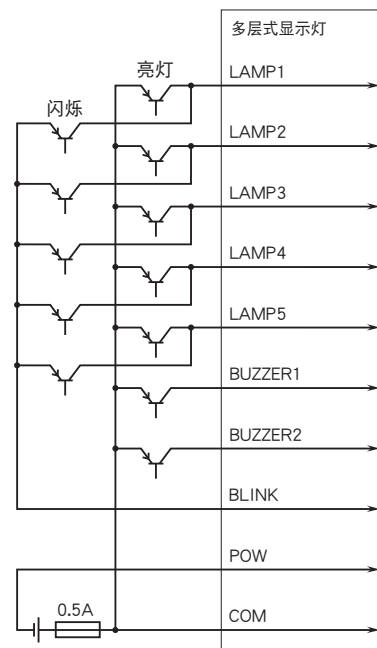 多层式显示灯
亮灯
LAMP1
闪烁
LAMP2
LAMP3
LAMP4
LAMP5
BUZZER1
BUZZER2
BLINK
POW
0.5A
COM